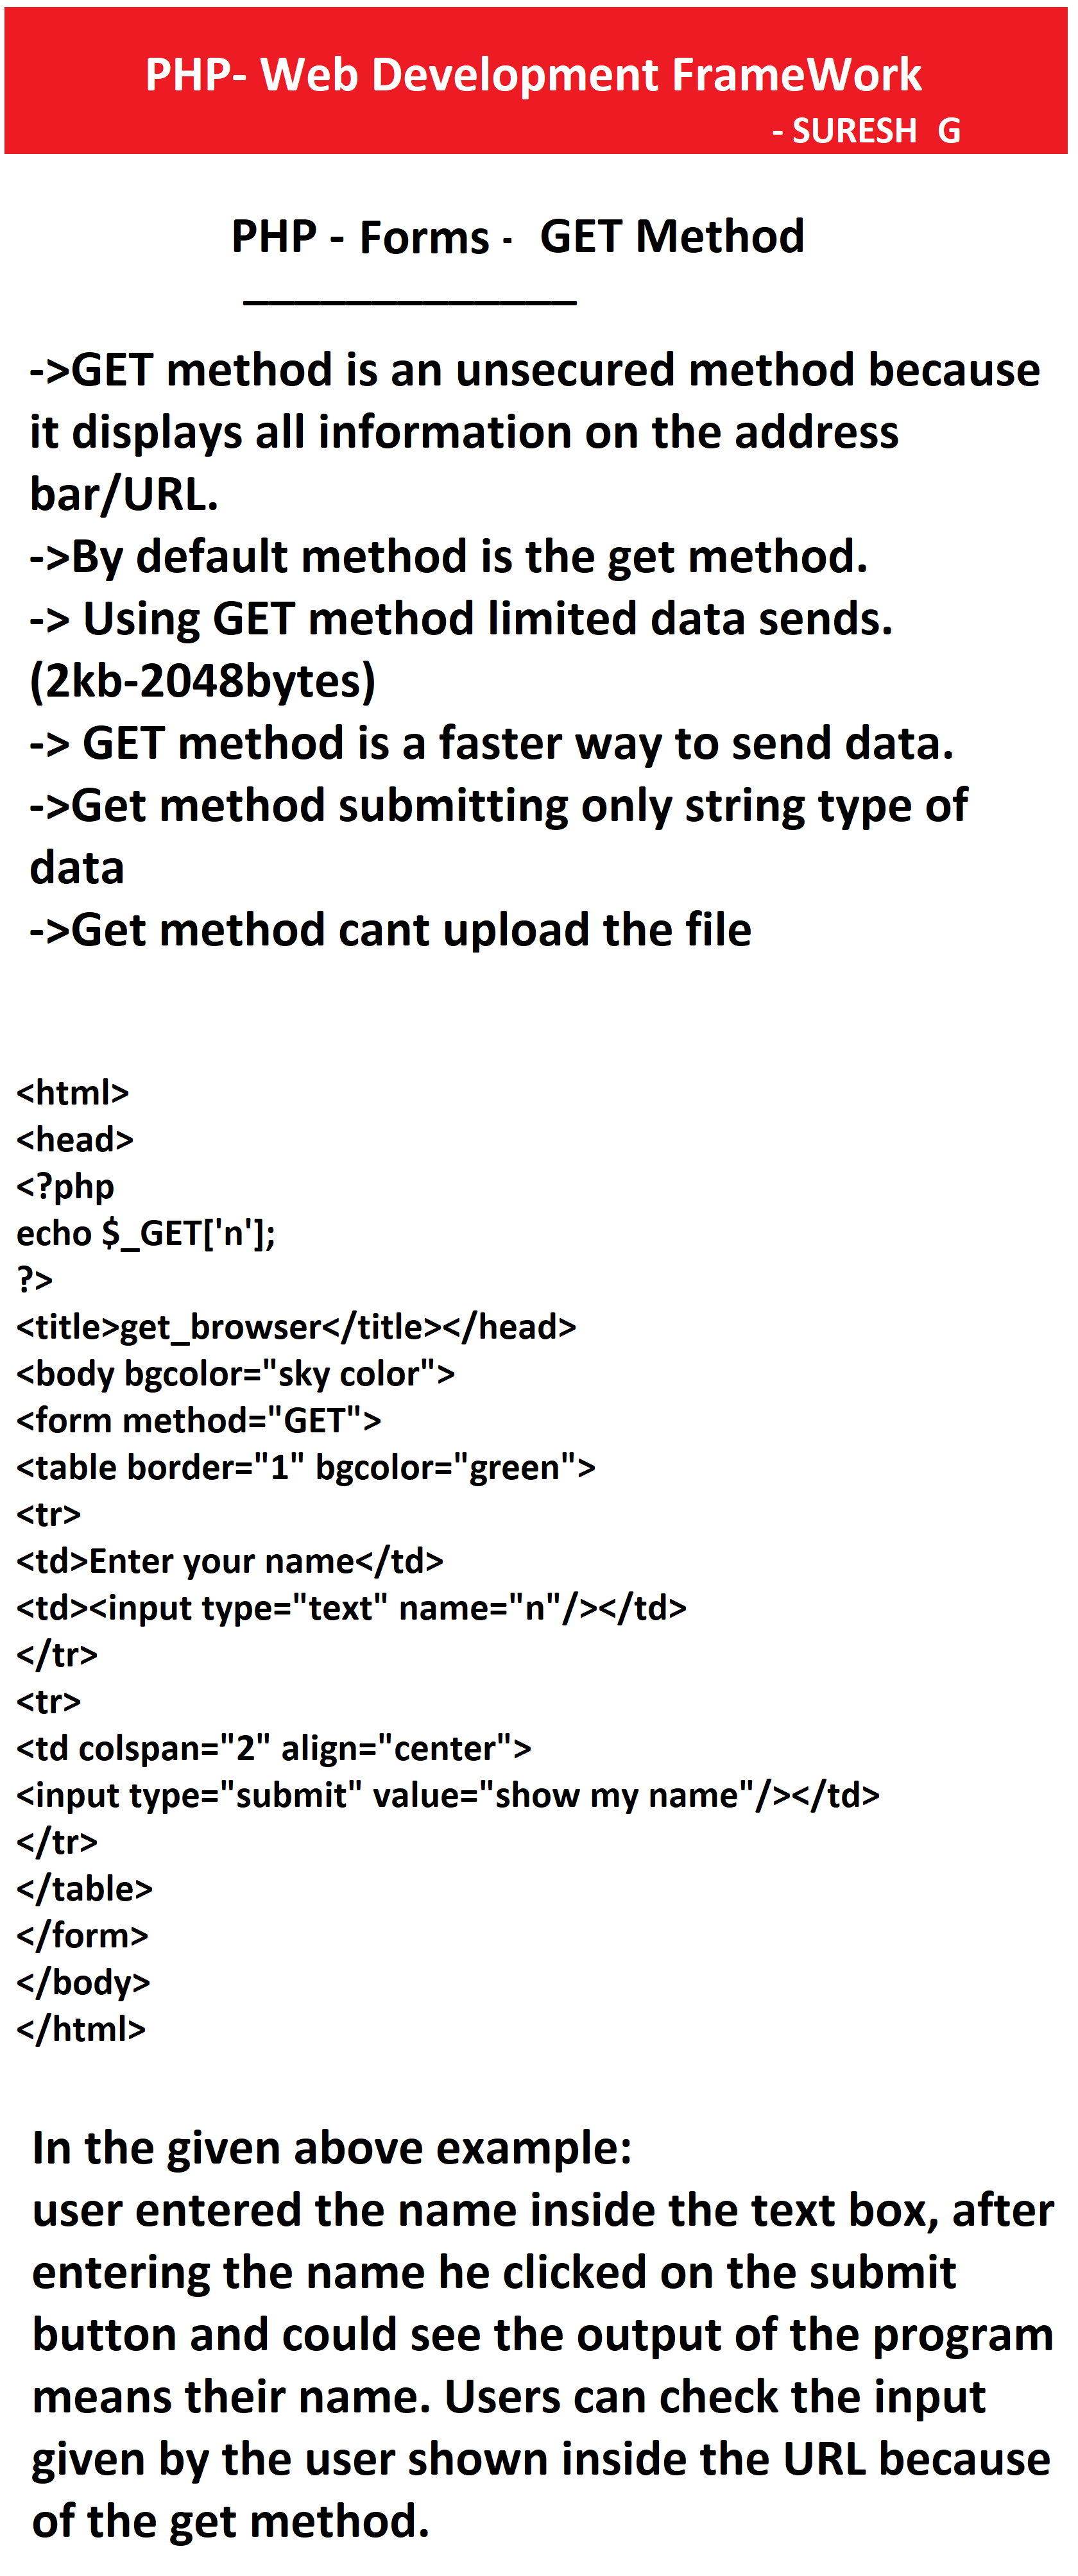 PHP- Web Development FrameWork
- SURESH G
PHP - Forms - GET Method
->GET method is an unsecured method because
it displays all information on the address
bar/URL.
->By default method is the get method.
-> Using GET method limited data sends.
(2kb-2048bytes)
-> GET method is a faster way to send data.
->Get method submitting only string type of
data
->Get method cant upload the file
<html>
<head>
<?php
echo $_GET['n'];
?>
<title>get_browser</title></head>
<body bgcolor="sky color">
<form method="GET">
<table border="1" bgcolor="green">
<tr>
<td>Enter your name</td>
<td><input type="text" name="n"/></td>
</tr>
<tr>
<td colspan="2" align="center">
<input type="submit" value="show my name"/></td>
</tr>
</table>
</form>
</body>
</html>
In the given above example:
user entered the name inside the text box, after
entering the name he clicked on the submit
button and could see the output of the program
means their name. Users can check the input
given by the user shown inside the URL because
of the get method.